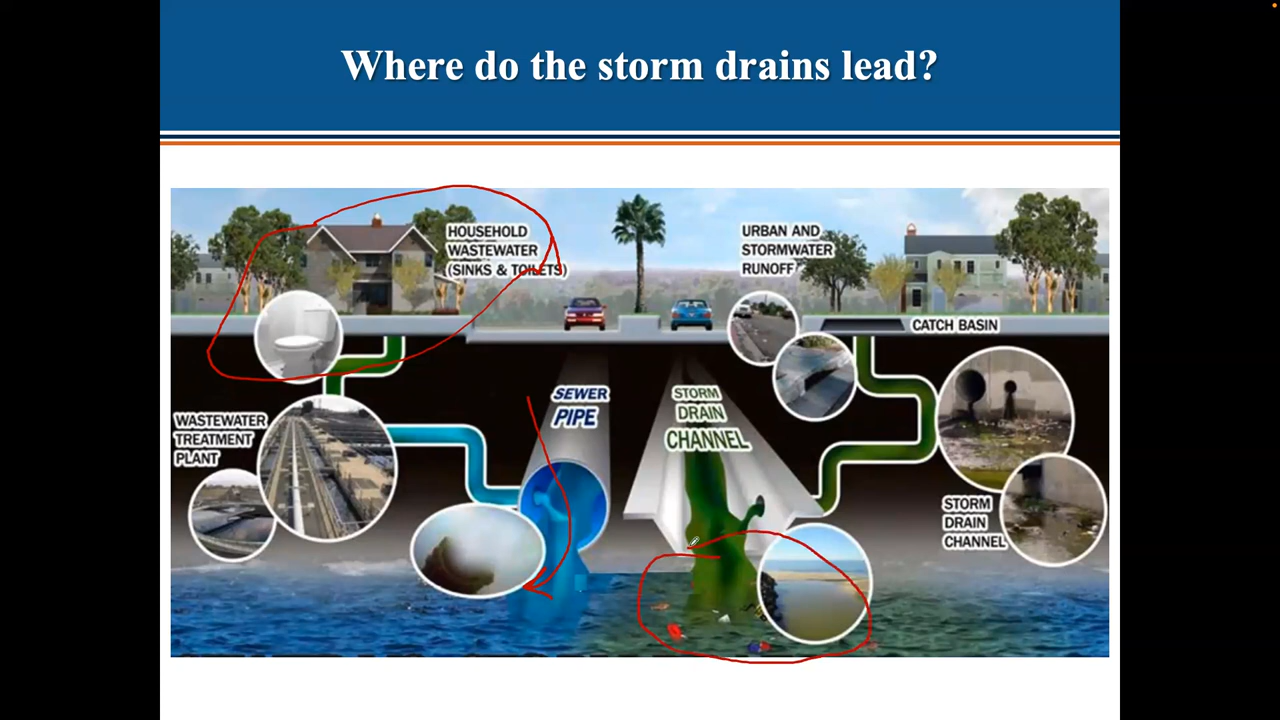 Where do the storm drains lead?
HOUSEHOLD
WASTEWATER
(SINKS & TOILETS)
URBAN AND
STORMWATER
RUNOFF
CATCH BASIN
SEWER
PIPE
STORM
DRAIN
CHANNEL
WASTEWATER
TREATMENT
PLANT
STORM
DRAIN
CHANNEL